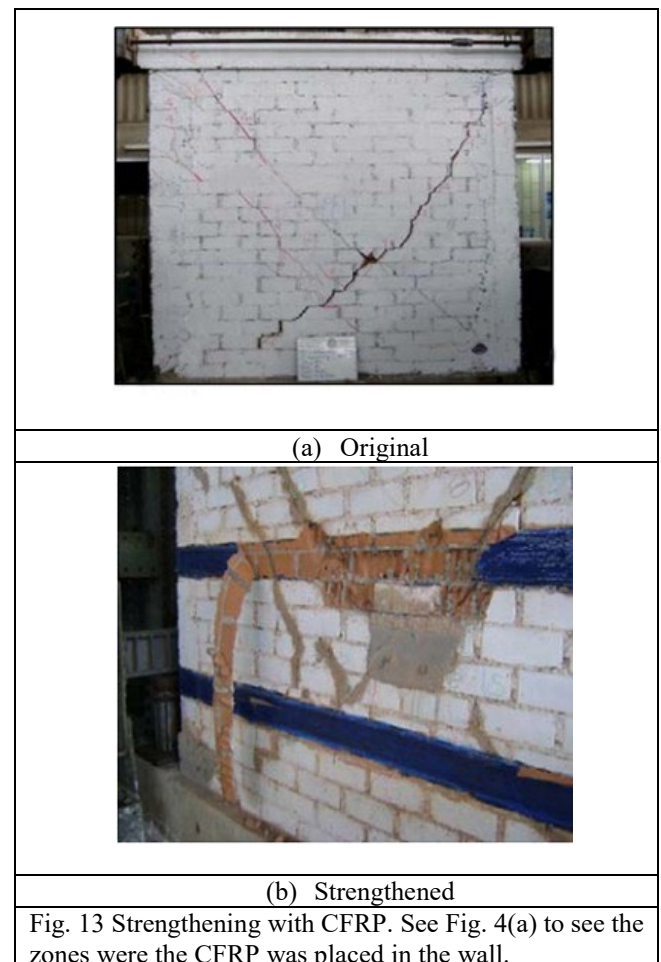 (a) Original
(b) Strengthened
Fig. 13 Strengthening with CFRP. See Fig. 4(a) to see the
zones were the CFRP was placed in the wall.